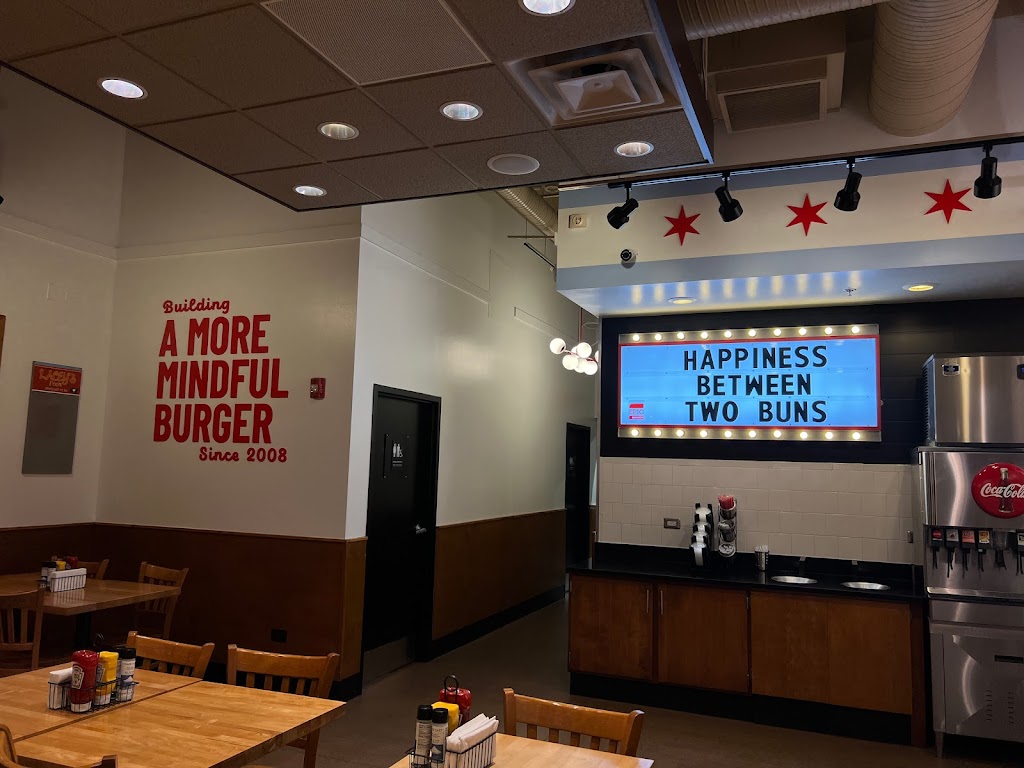 Building
A MORE
MINDFUL
BURGER
Since 2008
HAPPINESS
BETWEEN
TWO BUNS
Coca-Cola